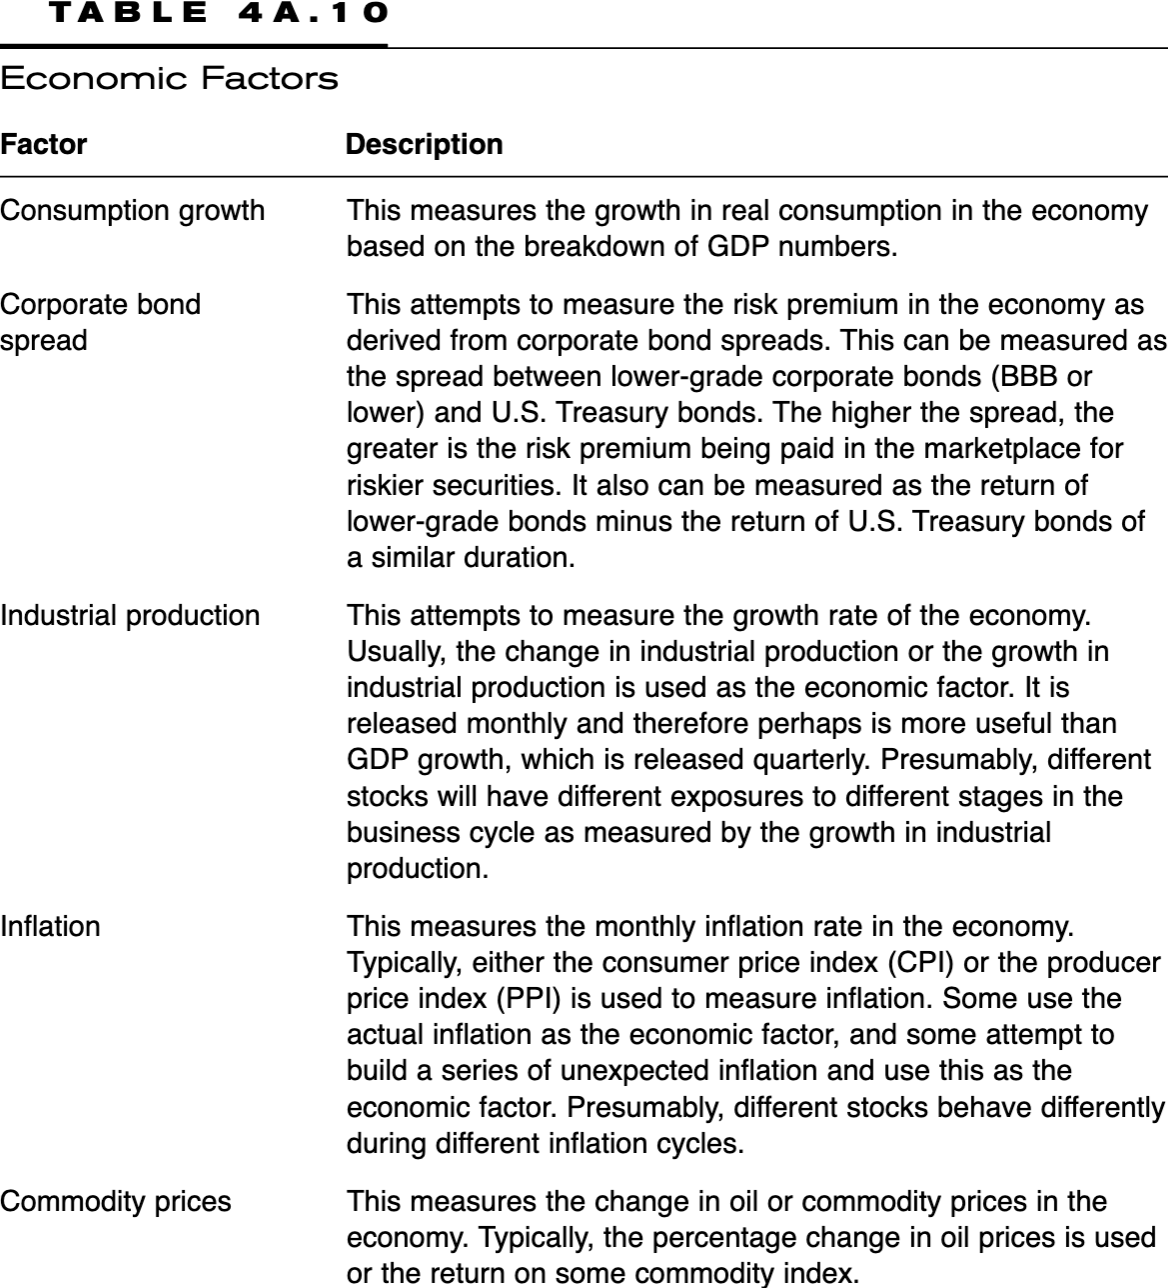 TABLE 4A.10
Economic Factors
Factor Description
Consumption growth This measures the growth in real consumption in the economy
based on the breakdown of GDP numbers.
Corporate bond This attempts to measure the risk premium in the economy as
spread derived from corporate bond spreads. This can be measured as
the spread between lower-grade corporate bonds (BBB or
lower) and U.S. Treasury bonds. The higher the spread, the
greater is the risk premium being paid in the marketplace for
riskier securities. It also can be measured as the return of
lower-grade bonds minus the return of U.S. Treasury bonds of
a similar duration.
Industrial production This attempts to measure the growth rate of the economy.
Usually, the change in industrial production or the growth in
industrial production is used as the economic factor. It is
released monthly and therefore perhaps is more useful than
GDP growth, which is released quarterly. Presumably, different
stocks will have different exposures to different stages in the
business cycle as measured by the growth in industrial
production.
Inflation This measures the monthly inflation rate in the economy.
Typically, either the consumer price index (CPI) or the producer
price index (PPI) is used to measure inflation. Some use the
actual inflation as the economic factor, and some attempt to
build a series of unexpected inflation and use this as the
economic factor. Presumably, different stocks behave differently
during different inflation cycles.
Commodity prices This measures the change in oil or commodity prices in the
economy. Typically, the percentage change in oil prices is used
or the return on some commodity index.